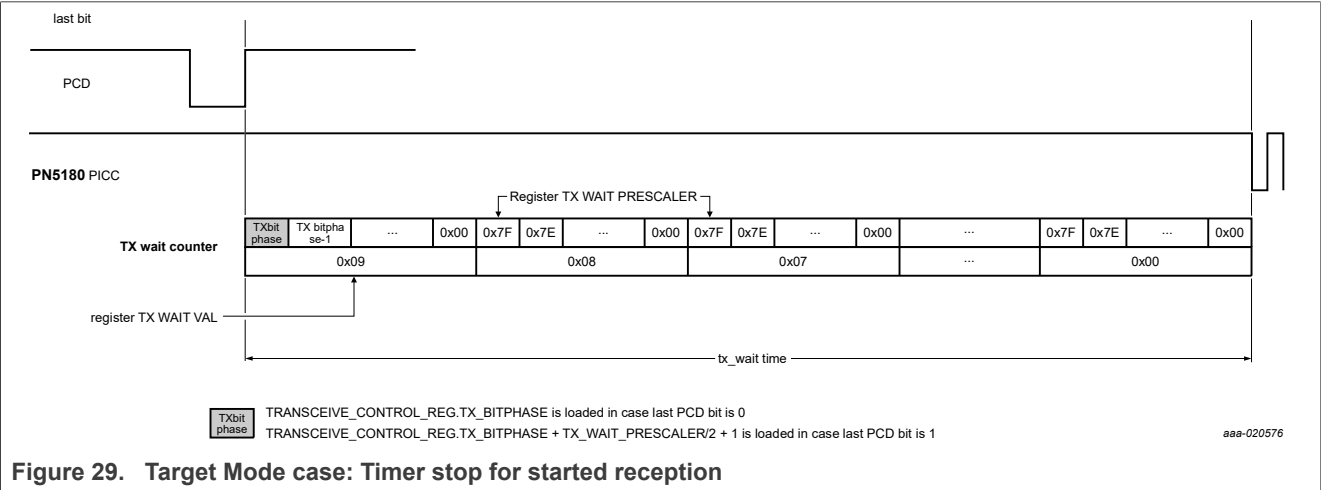 last bit
PCD
PN5180 PICC
Register TX WAIT PRESCALER
TX wait counter
TXbit
phase
TX bitpha
se-1
...
0x00
0x7F
0x7E
...
0x00
0x7F
0x7E
...
0x00
...
0x7F
0x7E
...
0x00
0x09
0x08
0x07
...
0x00
register TX WAIT VAL
tx_wait time
TXbit
phase
TRANSCEIVE_CONTROL_REG.TX_BITPHASE is loaded in case last PCD bit is 0
TRANSCEIVE_CONTROL_REG.TX_BITPHASE + TX_WAIT_PRESCALER/2 + 1 is loaded in case last PCD bit is 1
aaa-020576
Figure 29. Target Mode case: Timer stop for started reception